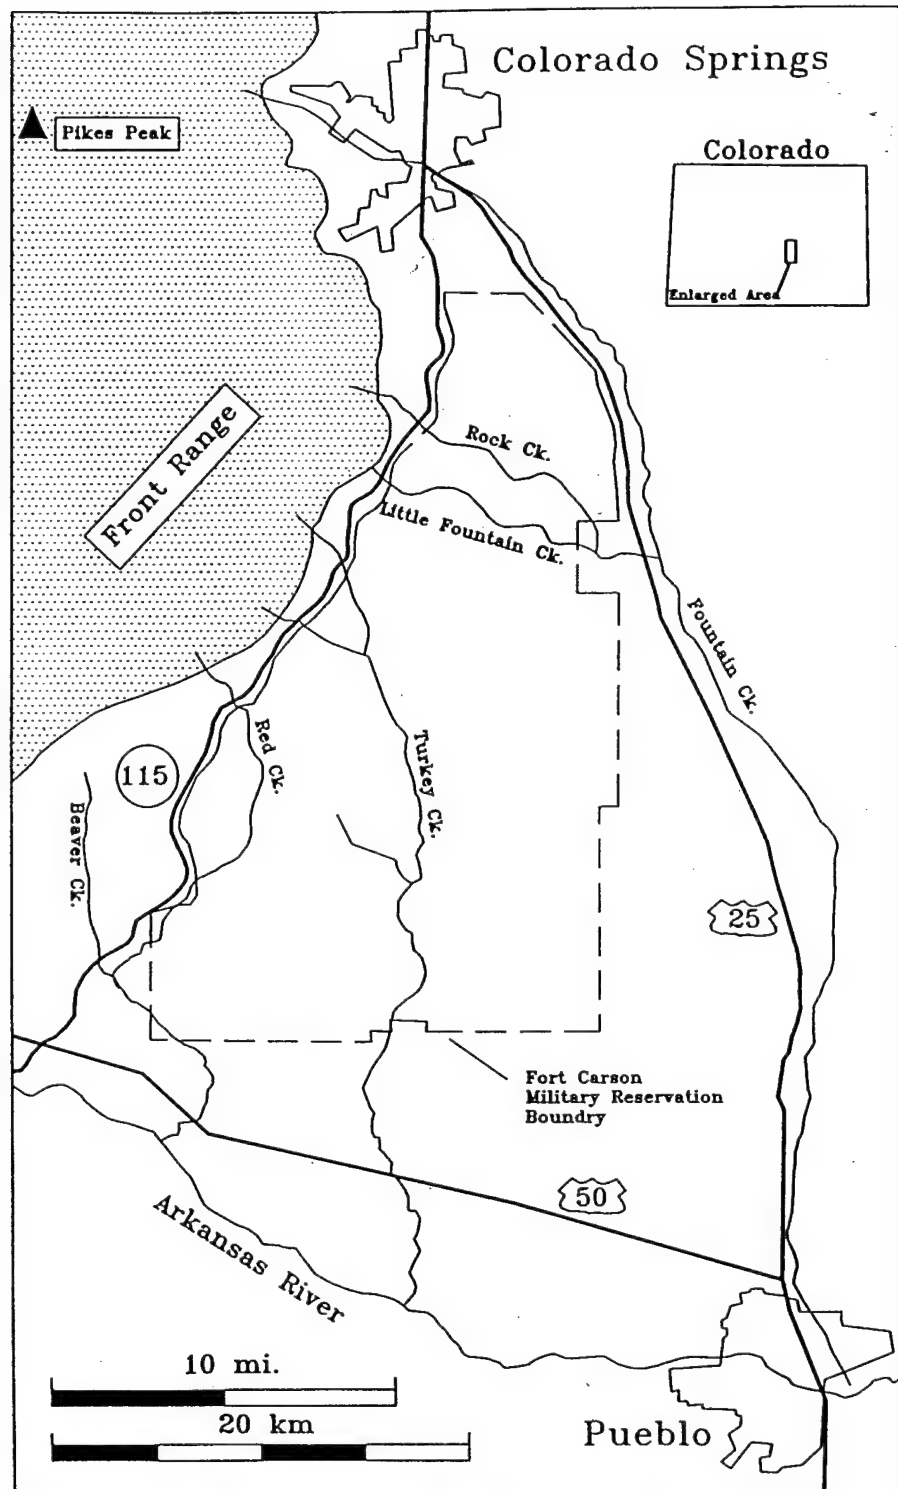 Colorado Springs
Pikes Peak
Colorado
Enlarged Area
Front Range
Rock Ck.
Little Fountain Ck.
Fountain Ck.
Red Ck.
Turkey Ck.
115
Beaver Ck.
25
Fort Carson
Military Reservation
Boundry
50
Arkansas River
10 mi.
20 km
Pueblo